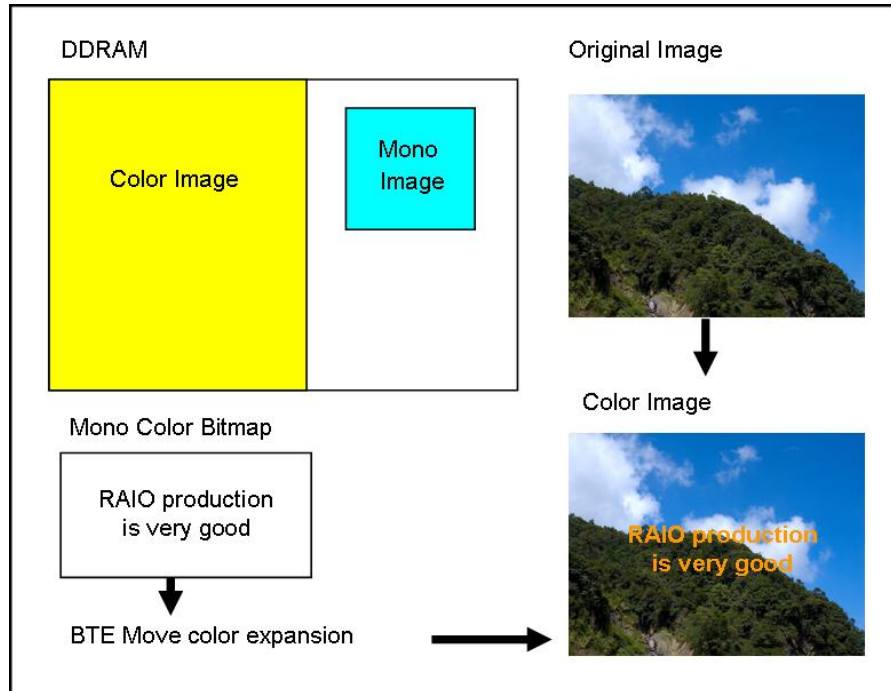 DDRAM
Original Image
Color Image
Mono
Image
Mono Color Bitmap
RAIO production
is very good
BTE Move color expansion
Color Image
RAIO production
is very good